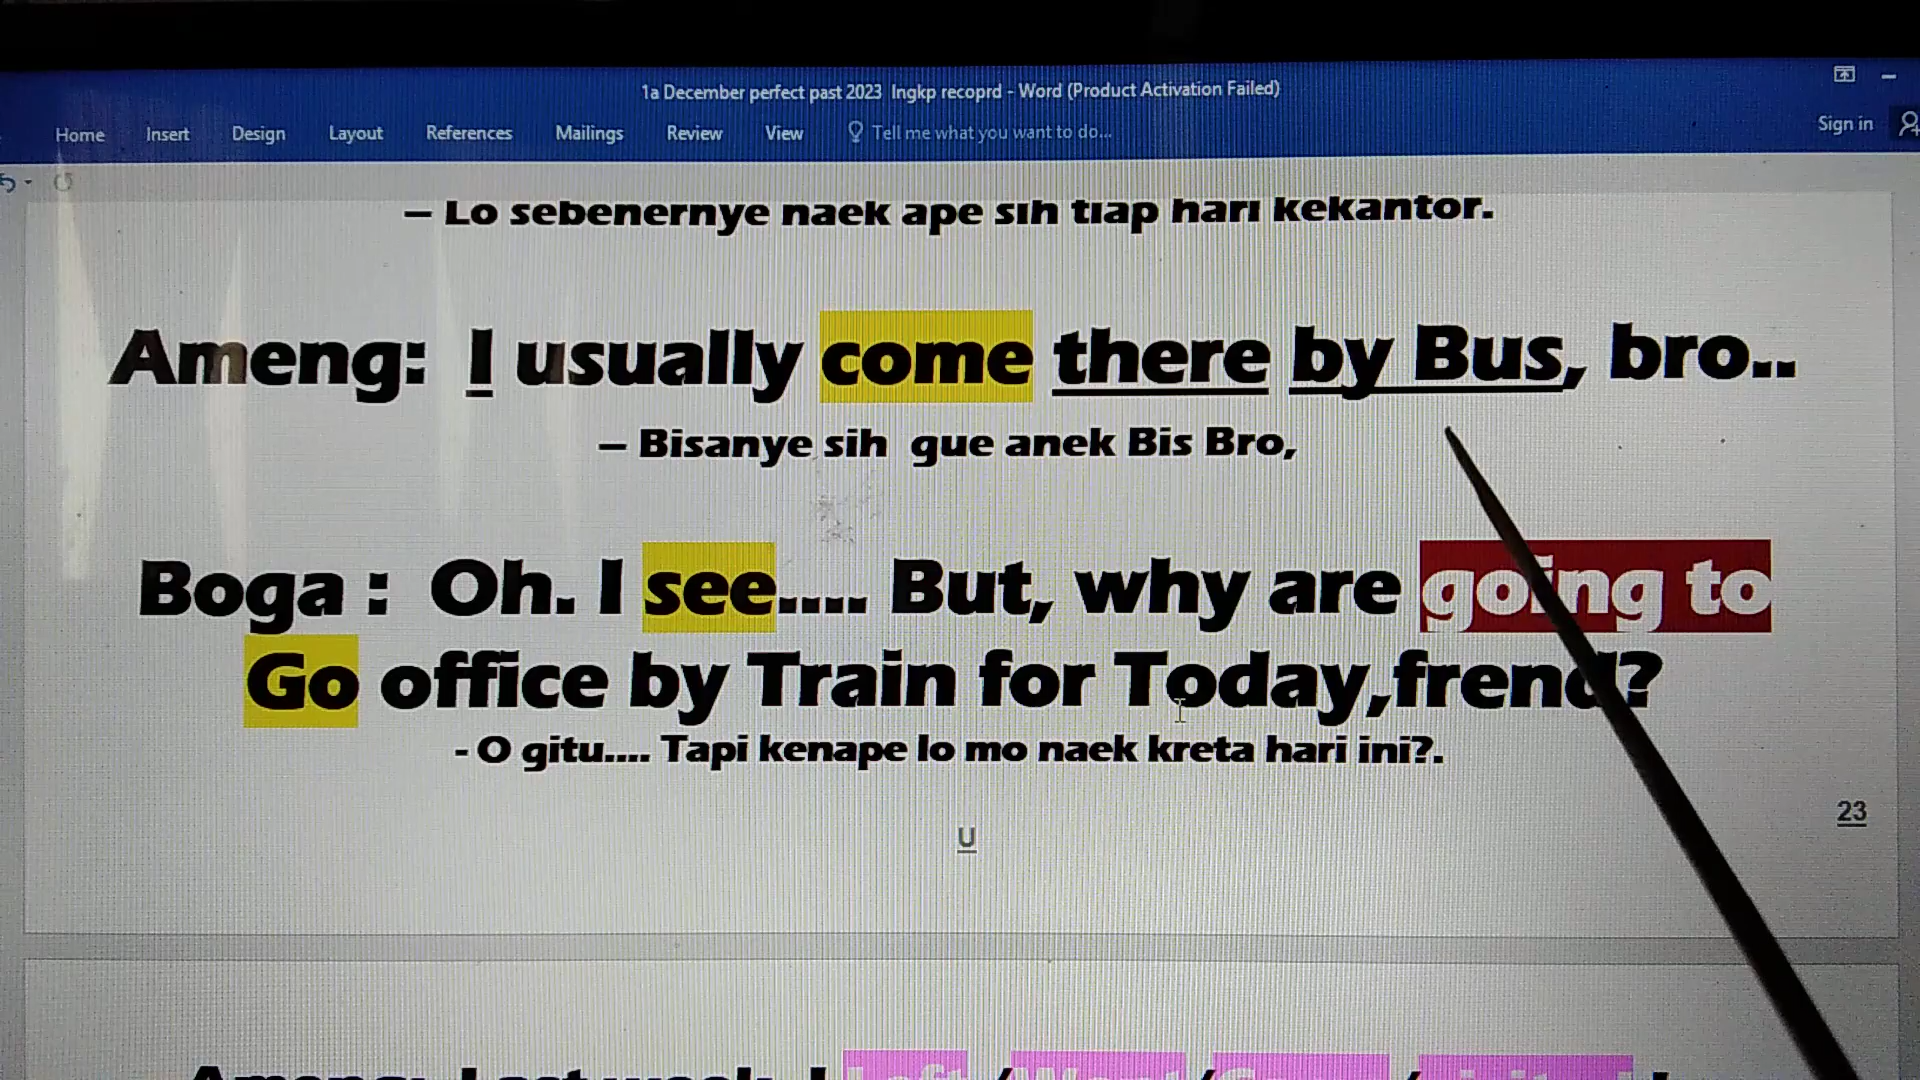 1a December perfect past 2023 Ingkp recoprd - Word (Product Activation Failed)
Home Insert Design Layout References Mailings Review View Tell me what you want to do... Sign in
– Lo sebenernye naek ape sih tiap hari kekantor.
Ameng: I usually come there by Bus, bro..
– Bisanye sih gue anek Bis Bro,
Boga : Oh. I see.... But, why are going to
Go office by Train for Today,frend?
- O gitu.... Tapi kenape lo mo naek kreta hari ini?.
23
U
Ameng: Last week I